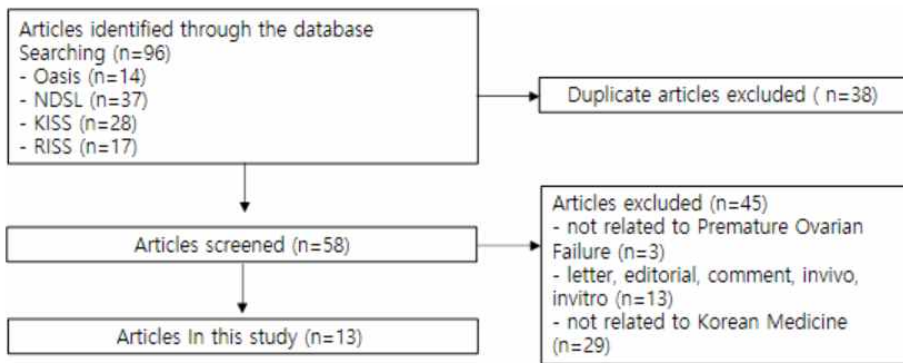 Articles identified through the database
Searching (n=96)
- Oasis (n=14)
- NDSL (n=37)
- KISS (n=28)
- RISS (n=17)
Duplicate articles excluded ( n=38)
Articles screened (n=58)
Articles excluded (n=45)
- not related to Premature Ovarian
Failure (n=3)
- letter, editorial, comment, invivo,
invitro (n=13)
- not related to Korean Medicine
(n=29)
Articles In this study (n=13)